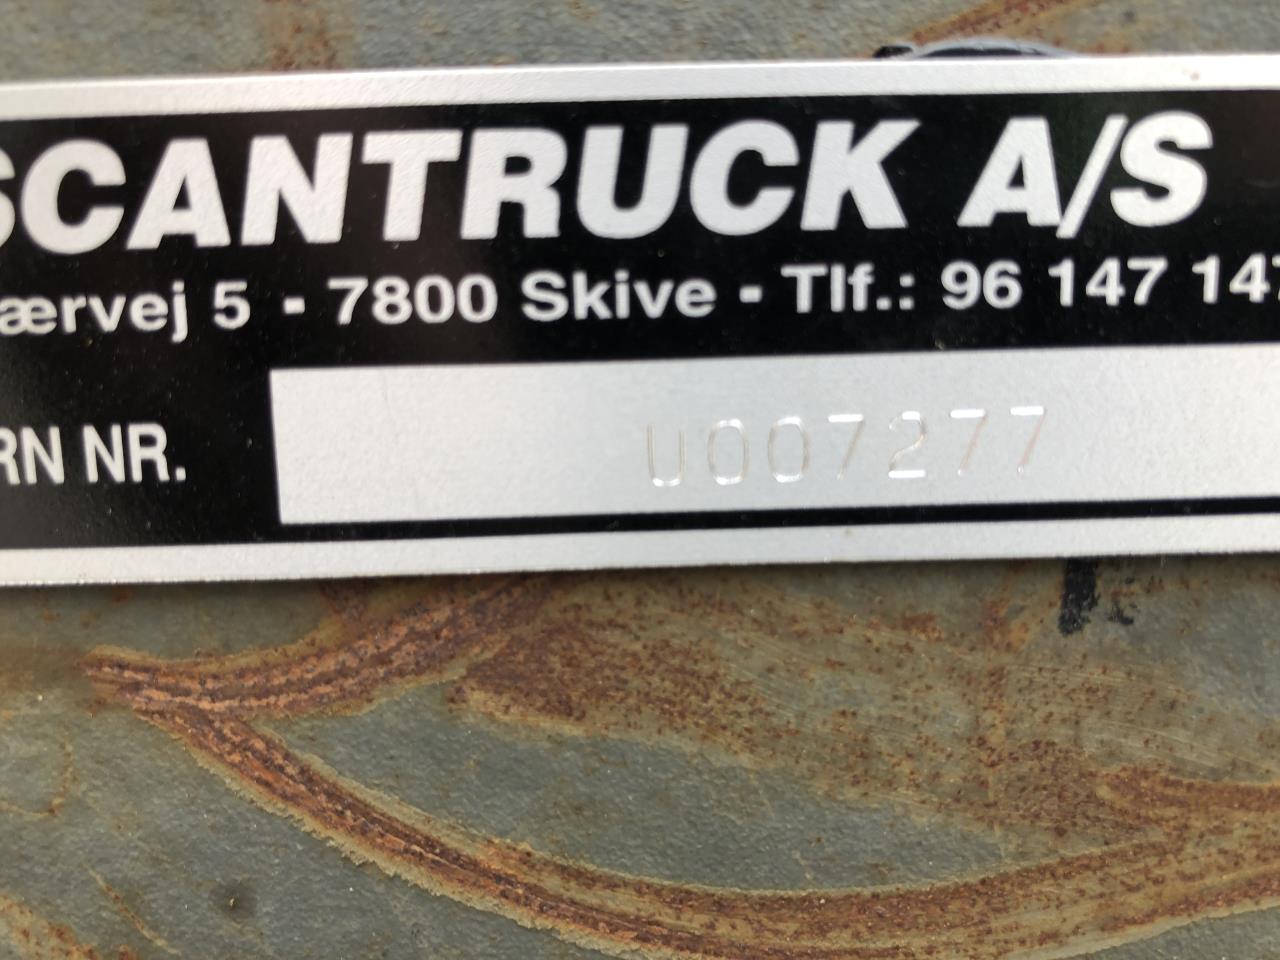 SCANTRUCK A/S
ærvej 5 - 7800 Skive - Tlf.: 96 147 147
RN NR. U007277